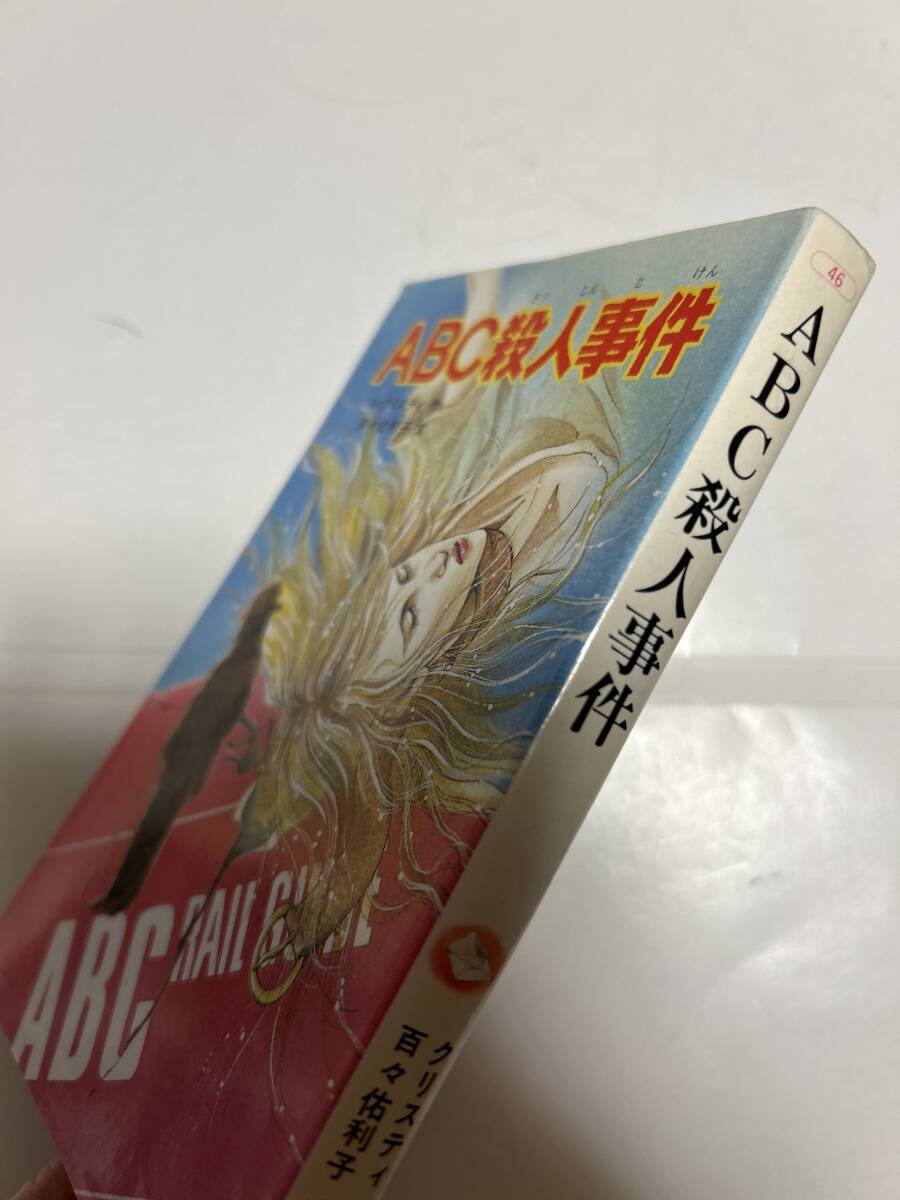 さつ じん じ けん
ABC殺人事件
ABC RAIL GUIDE
46
ABC殺人事件
クリスティ
百々佑利子